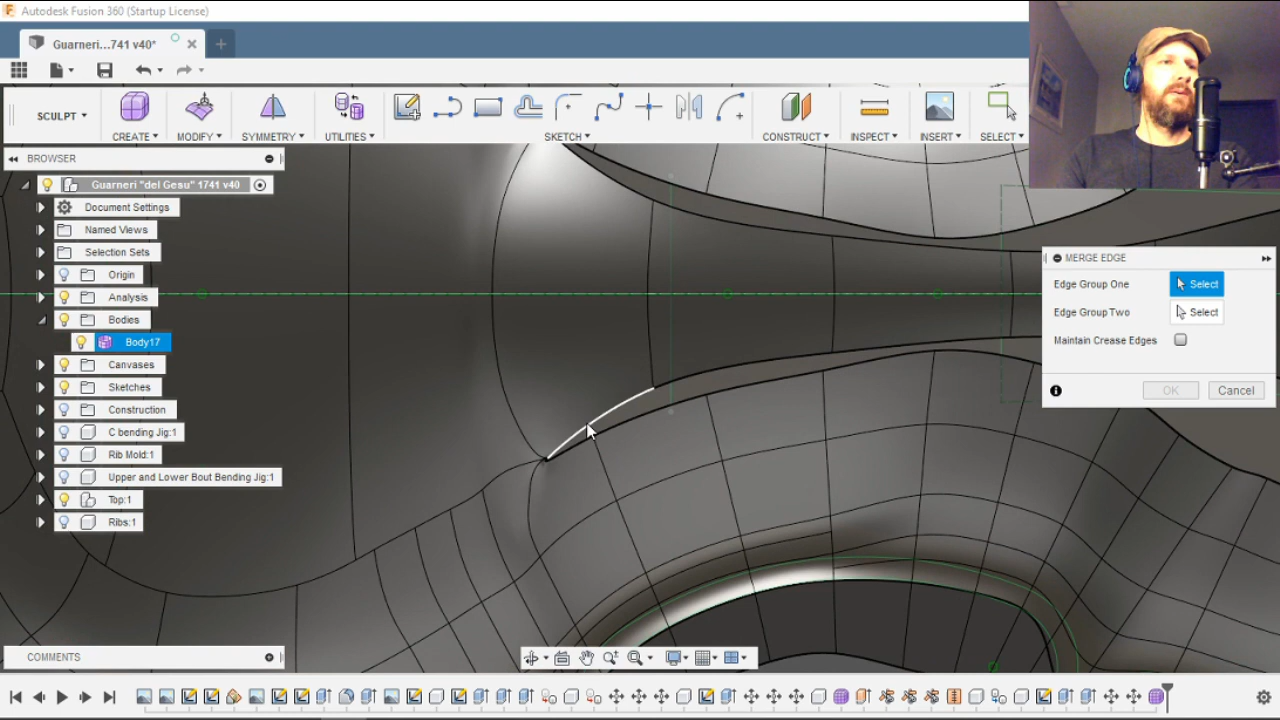 Autodesk Fusion 360 (Startup License)
Guarneri...741 v40*
SCULPT
CREATE
MODIFY
SYMMETRY
UTILITIES
SKETCH
CONSTRUCT
INSPECT
INSERT
SELECT
BROWSER
Guarneri "del Gesu" 1741 v40
Document Settings
Named Views
Selection Sets
Origin
Analysis
Bodies
Body17
Canvases
Sketches
Construction
C bending Jig:1
Rib Mold:1
Upper and Lower Bout Bending Jig:1
Top:1
Ribs:1
MERGE EDGE
Edge Group One Select
Edge Group Two Select
Maintain Crease Edges
OK Cancel
COMMENTS